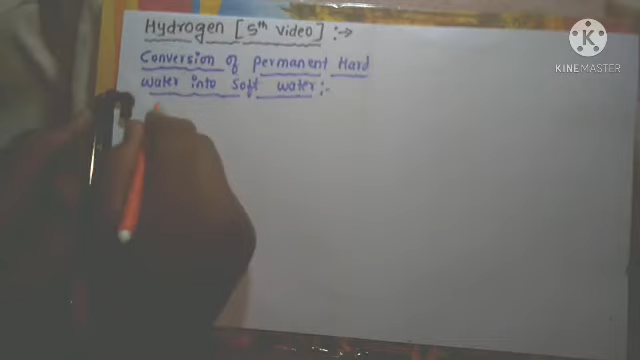 Hydrogen [5th video] :→
Conversion of permanent Hard
water into soft water :-
KINEMASTER